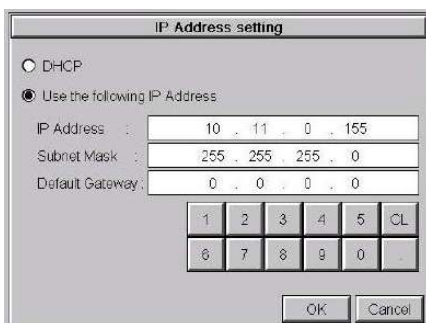 IP Address setting
DHCP
Use the following IP Address
IP Address : 10 . 11 . 0 . 155
Subnet Mask : 255 . 255 . 255 . 0
Default Gateway : 0 . 0 . 0 . 0
1 2 3 4 5 CL
6 7 8 9 0 .
OK Cancel